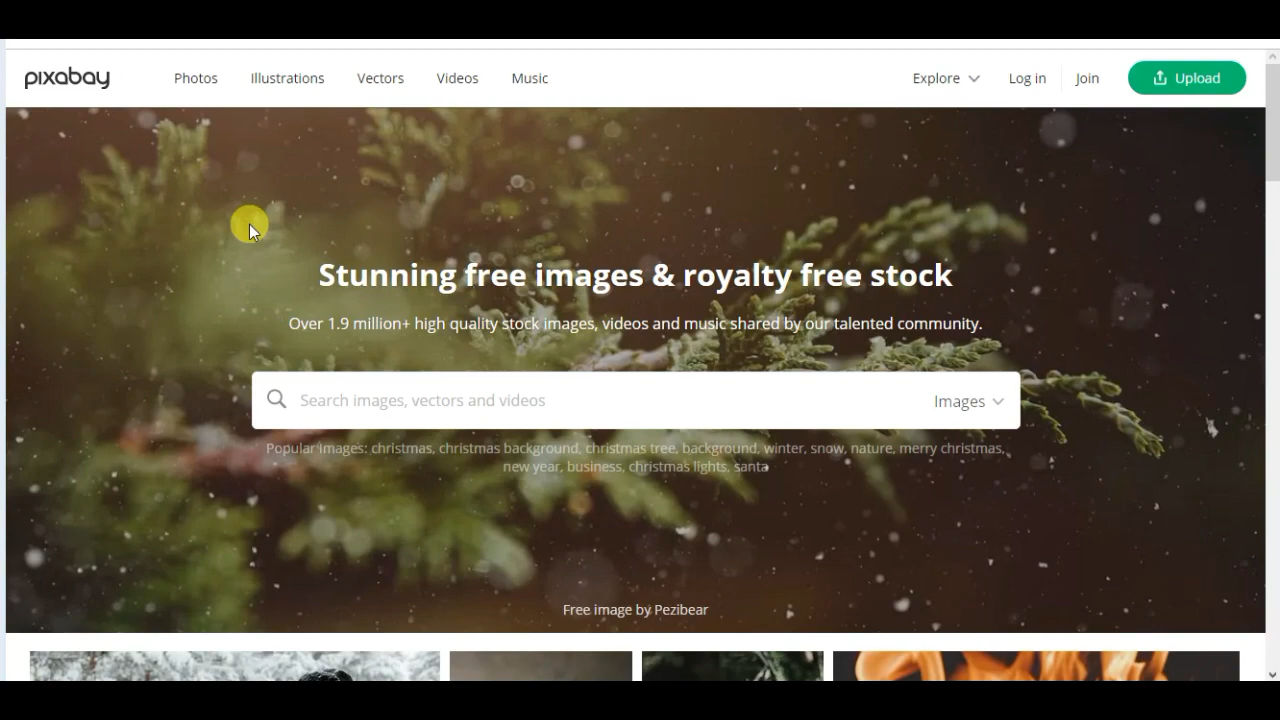 pixabay Photos Illustrations Vectors Videos Music Explore Log in Join Upload
Stunning free images & royalty free stock
Over 1.9 million+ high quality stock images, videos and music shared by our talented community.
Search images, vectors and videos Images
Popular Images: christmas, christmas background, christmas tree, background, winter, snow, nature, merry christmas,
new year, business, christmas lights, santa
Free image by Pezibear